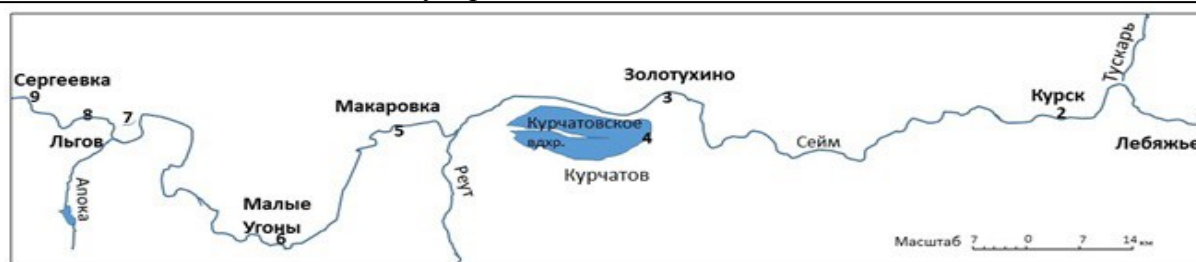 Сергеевка
9
8
7
Льгов
Апока
Малые
Угоны
6
Макаровка
5
Реут
Курчатовское
вдхр.
4
Курчатов
Золотухино
3
Сейм
Курск
2
Тускарь
Лебяжье
Масштаб 7 0 7 14 км